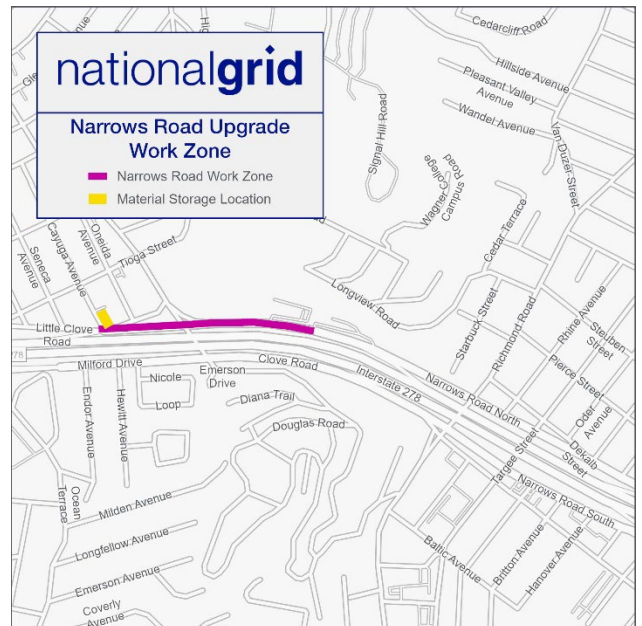 nationalgrid
Narrows Road Upgrade
Work Zone
Narrows Road Work Zone
Material Storage Location
Cedarcliff Road
Hillside Avenue
Pleasant Valley
Avenue
Wandel Avenue
Van Duzer Street
Signal Hill Road
Wagner College
Campus Road
Cedar Terrace
Tioga Street
Oneida
Avenue
Cayuga Avenue
Seneca
Avenue
Longview Road
Starbuck Street
Richmond Road
Rhine Avenue
Steuben
Street
Pierce Street
Oder
Avenue
Dekalb
Street
Little Clove
Road
278
Milford Drive
Clove Road
Interstate 278
Narrows Road North
Nicole
Loop
Emerson
Drive
Diana Trail
Douglas Road
Endor Avenue
Hewitt Avenue
Ocean
Terrace
Milden Avenue
Longfellow Avenue
Emerson Avenue
Coverly
Avenue
Targee Street
Narrows Road South
Baltic Avenue
Britton Avenue
Hanover Avenue